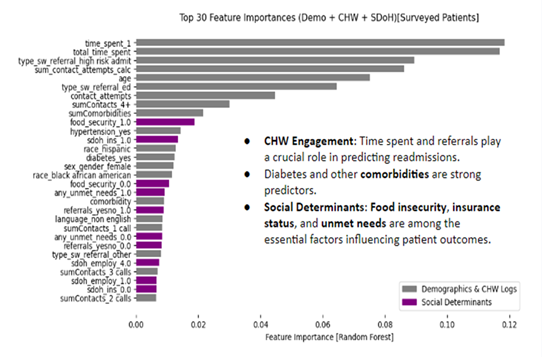 Top 30 Feature Importances (Demo + CHW + SDoH)[Surveyed Patients]
time_spent_1
total_time_spent
type_sw_referral_high risk admit
sum_contact_attempts_calc
age
type_sw_referral_ed
contact_attempts
sumContacts_4+
sumComorbidities
food_security_1.0
hypertension_yes
sdoh_ins_1.0
race_hispanic
diabetes_yes
sex_gender_female
race_black african american
food_security_0.0
any_unmet_needs_1.0
comorbidity
referrals_yesno_1.0
language_non english
sumContacts_1 call
any_unmet_needs_0.0
referrals_yesno_0.0
type_sw_referral_other
sdoh_employ_4.0
sumContacts_3 calls
sdoh_employ_1.0
sdoh_ins_0.0
sumContacts_2 calls
● CHW Engagement: Time spent and referrals play
a crucial role in predicting readmissions.
● Diabetes and other comorbidities are strong
predictors.
● Social Determinants: Food insecurity, insurance
status, and unmet needs are among the
essential factors influencing patient outcomes.
Demographics & CHW Logs
Social Determinants
0.00 0.02 0.04 0.06 0.08 0.10 0.12
Feature Importance [Random Forest]